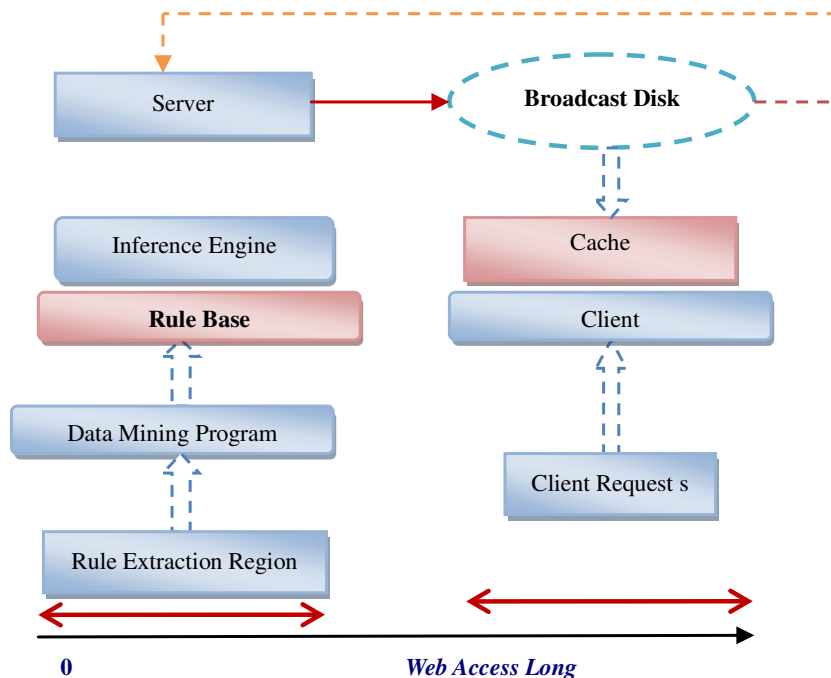 Server
Broadcast Disk
Inference Engine
Cache
Rule Base
Client
Data Mining Program
Client Request s
Rule Extraction Region
0
Web Access Long